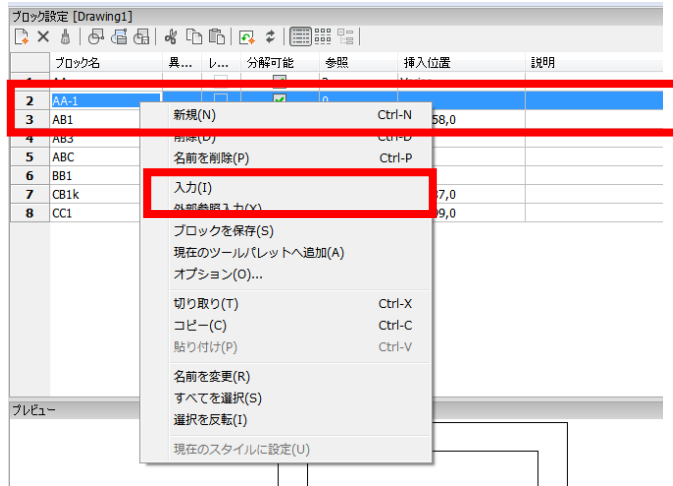 ブロック設定 [Drawing1]
ブロック名 異... レ... 分解可能 参照 挿入位置 説明
2 AA-1 0
3 AB1 58,0
4 AB3
5 ABC
6 BB1
7 CB1k 37,0
8 CC1 99,0
新規(N) Ctrl-N
削除(D) Ctrl-D
名前を削除(P) Ctrl-P
入力(I)
外部参照入力(X)
ブロックを保存(S)
現在のツールパレットへ追加(A)
オプション(O)...
切り取り(T) Ctrl-X
コピー(C) Ctrl-C
貼り付け(P) Ctrl-V
名前を変更(R)
すべてを選択(S)
選択を反転(I)
現在のスタイルに設定(U)
プレビュー